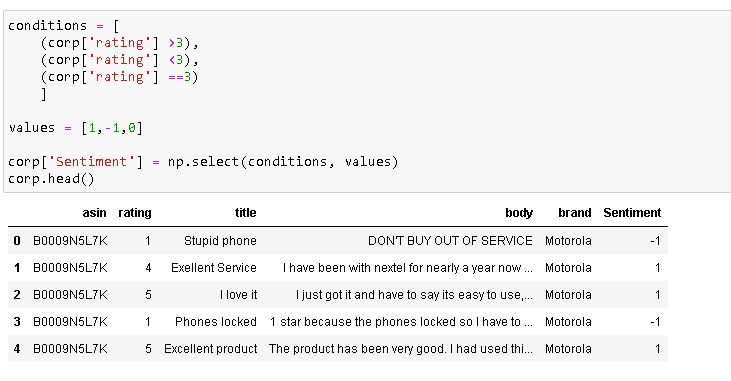 conditions = [
    (corp['rating'] >3),
    (corp['rating'] <3),
    (corp['rating'] ==3)
    ]
values = [1,-1,0]
corp['Sentiment'] = np.select(conditions, values)
corp.head()
asin rating title body brand Sentiment
0 B0009N5L7K 1 Stupid phone DON'T BUY OUT OF SERVICE Motorola -1
1 B0009N5L7K 4 Exellent Service I have been with nextel for nearly a year now ... Motorola 1
2 B0009N5L7K 5 I love it I just got it and have to say its easy to use,... Motorola 1
3 B0009N5L7K 1 Phones locked 1 star because the phones locked so I have to ... Motorola -1
4 B0009N5L7K 5 Excellent product The product has been very good. I had used thi... Motorola 1